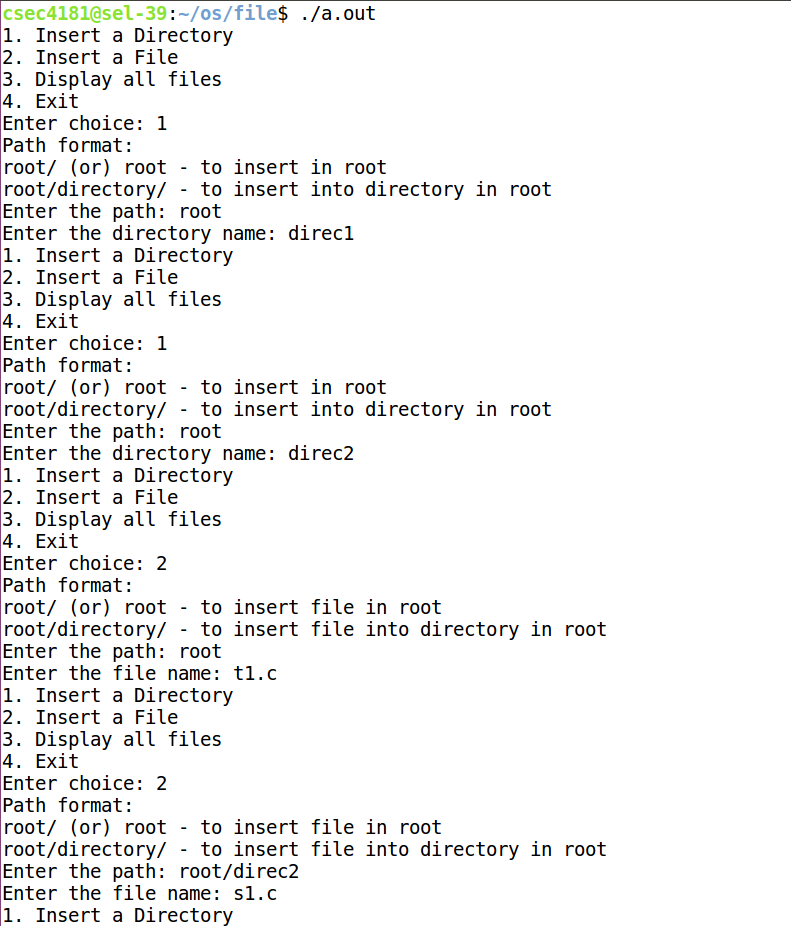 csec4181@sel-39:~/os/file$ ./a.out
1. Insert a Directory
2. Insert a File
3. Display all files
4. Exit
Enter choice: 1
Path format:
root/ (or) root - to insert in root
root/directory/ - to insert into directory in root
Enter the path: root
Enter the directory name: direc1
1. Insert a Directory
2. Insert a File
3. Display all files
4. Exit
Enter choice: 1
Path format:
root/ (or) root - to insert in root
root/directory/ - to insert into directory in root
Enter the path: root
Enter the directory name: direc2
1. Insert a Directory
2. Insert a File
3. Display all files
4. Exit
Enter choice: 2
Path format:
root/ (or) root - to insert file in root
root/directory/ - to insert file into directory in root
Enter the path: root
Enter the file name: t1.c
1. Insert a Directory
2. Insert a File
3. Display all files
4. Exit
Enter choice: 2
Path format:
root/ (or) root - to insert file in root
root/directory/ - to insert file into directory in root
Enter the path: root/direc2
Enter the file name: s1.c
1. Insert a Directory